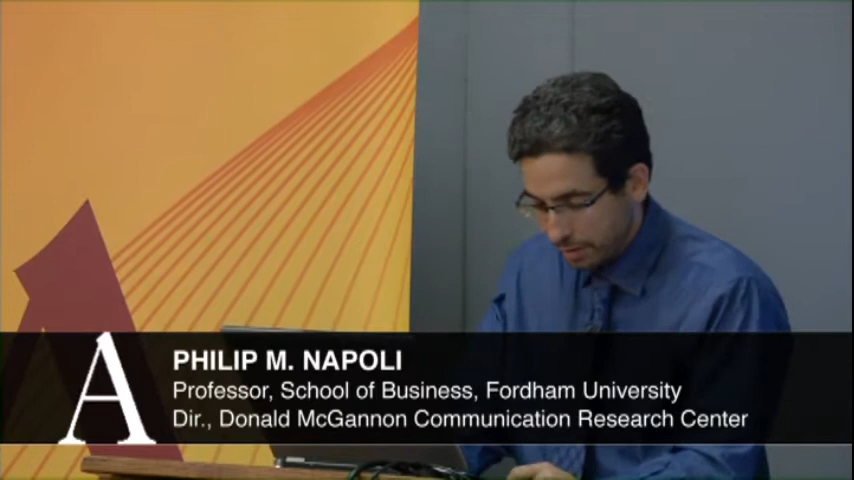 A
PHILIP M. NAPOLI
Professor, School of Business, Fordham University
Dir., Donald McGannon Communication Research Center